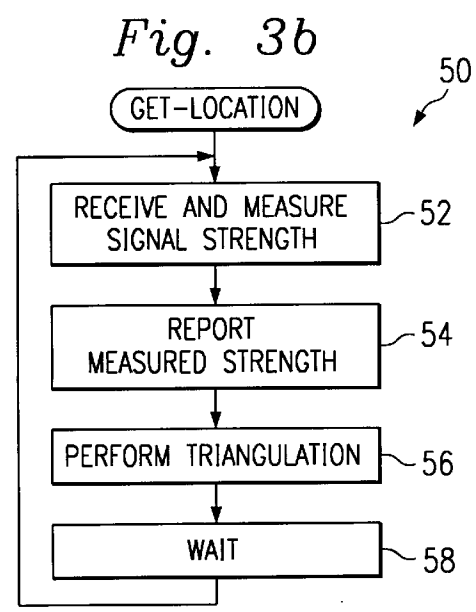 Fig. 3b
50
GET-LOCATION
RECEIVE AND MEASURE
SIGNAL STRENGTH
52
REPORT
MEASURED STRENGTH
54
PERFORM TRIANGULATION
56
WAIT
58